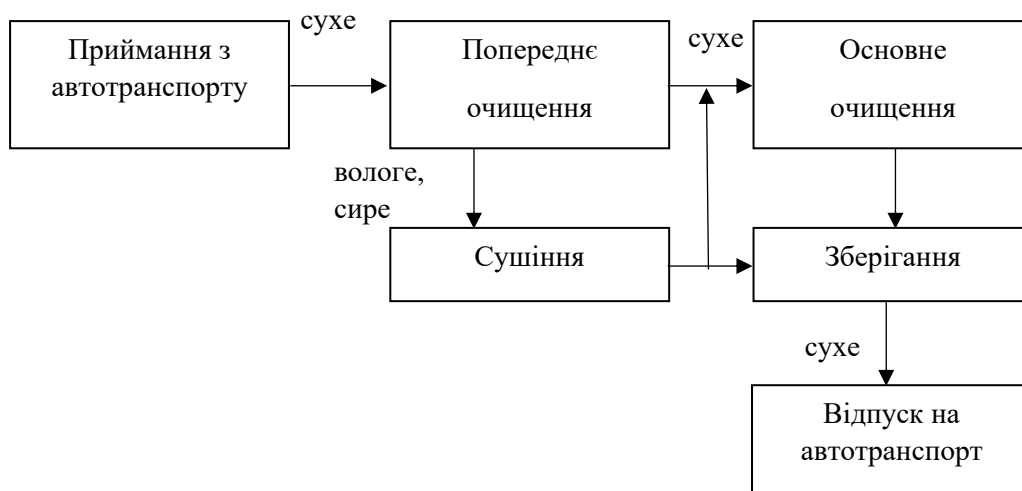 сухе
Приймання з
автотранспорту
Попереднє
очищення
сухе
Основне
очищення
вологе,
сире
Сушіння
Зберігання
сухе
Відпуск на
автотранспорт